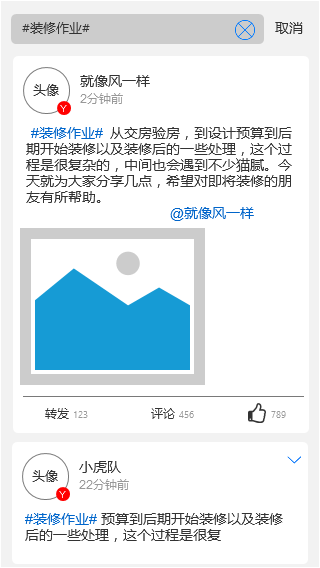 #装修作业# 取消
头像 就像风一样
Y 2分钟前
#装修作业# 从交房验房，到设计预算到后
期开始装修以及装修后的一些处理，这个过
程是很复杂的，中间也会遇到不少猫腻。今
天就为大家分享几点，希望对即将装修的朋
友有所帮助。
@就像风一样
转发 123 评论 456 789
头像 小虎队
Y 22分钟前
#装修作业# 预算到后期开始装修以及装修
后的一些处理，这个过程是很复